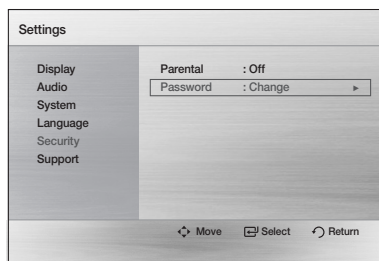 Settings
Display
Audio
System
Language
Security
Support
Parental : Off
Password : Change
Move Select Return